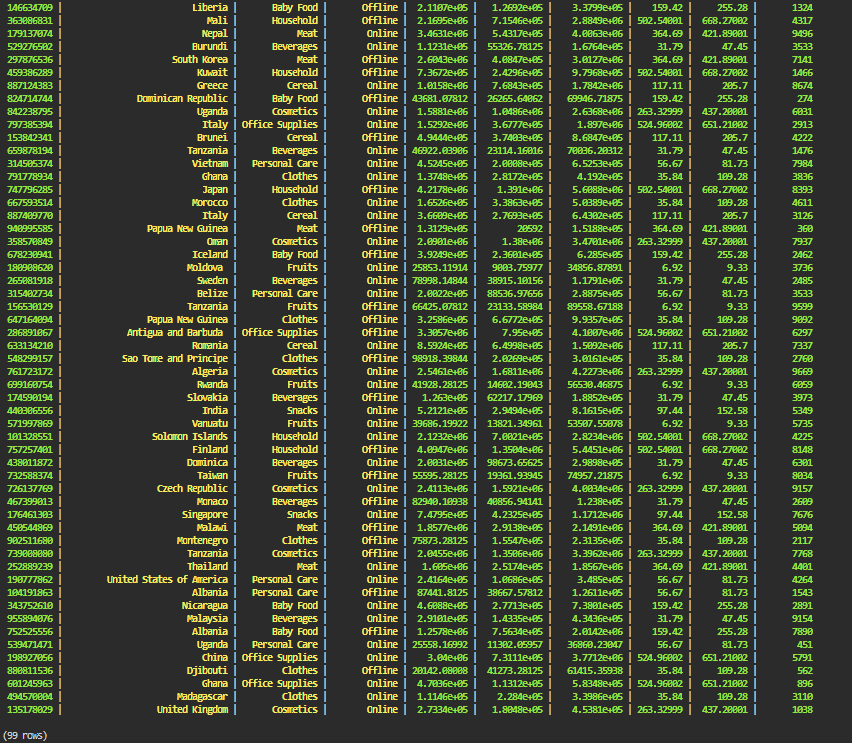 146634709 | Liberia | Baby Food | Offline | 2.1107e+05 | 1.2692e+05 | 3.3799e+05 | 159.42 | 255.28 | 1324
363086831 | Mali | Household | Online | 2.1695e+06 | 7.1546e+05 | 2.8849e+06 | 502.54001 | 668.27002 | 4317
179137074 | Nepal | Meat | Online | 3.4631e+06 | 5.4317e+05 | 4.0063e+06 | 364.69 | 421.89001 | 9496
529276502 | Burundi | Beverages | Online | 1.1231e+05 | 55326.78125 | 1.6764e+05 | 31.79 | 47.45 | 3533
297876536 | South Korea | Meat | Offline | 2.6043e+06 | 4.0847e+05 | 3.0127e+06 | 364.69 | 421.89001 | 7141
459386289 | Kuwait | Household | Offline | 7.3672e+05 | 2.4296e+05 | 9.7968e+05 | 502.54001 | 668.27002 | 1466
887124383 | Greece | Cereal | Online | 1.0158e+06 | 7.6843e+05 | 1.7842e+06 | 117.11 | 205.7 | 8674
824714744 | Dominican Republic | Baby Food | Offline | 43681.07812 | 26265.64062 | 69946.71875 | 159.42 | 255.28 | 274
842238795 | Uganda | Cosmetics | Online | 1.5881e+06 | 1.0486e+06 | 2.6368e+06 | 263.32999 | 437.20001 | 6031
797385394 | Italy | Office Supplies | Online | 1.5292e+06 | 3.6777e+05 | 1.897e+06 | 524.96002 | 651.21002 | 2913
153842341 | Brunei | Cereal | Offline | 4.9444e+05 | 3.7403e+05 | 8.6847e+05 | 117.11 | 205.7 | 4222
659878194 | Tanzania | Beverages | Online | 46922.03906 | 23114.16016 | 70036.20312 | 31.79 | 47.45 | 1476
314505374 | Vietnam | Personal Care | Online | 4.5245e+05 | 2.0008e+05 | 6.5253e+05 | 56.67 | 81.73 | 7984
791778934 | Ghana | Clothes | Online | 1.3748e+05 | 2.8172e+05 | 4.192e+05 | 35.84 | 109.28 | 3836
747796285 | Japan | Household | Offline | 4.2178e+06 | 1.391e+06 | 5.6088e+06 | 502.54001 | 668.27002 | 8393
667593514 | Morocco | Clothes | Online | 1.6526e+05 | 3.3863e+05 | 5.0389e+05 | 35.84 | 109.28 | 4611
887409770 | Italy | Cereal | Online | 3.6609e+05 | 2.7693e+05 | 6.4302e+05 | 117.11 | 205.7 | 3126
940995585 | Papua New Guinea | Meat | Offline | 1.3129e+05 | 20592 | 1.5188e+05 | 364.69 | 421.89001 | 360
358570849 | Oman | Cosmetics | Online | 2.0901e+06 | 1.38e+06 | 3.4701e+06 | 263.32999 | 437.20001 | 7937
678230941 | Iceland | Baby Food | Online | 3.9249e+05 | 2.3601e+05 | 6.285e+05 | 159.42 | 255.28 | 2462
180908620 | Moldova | Fruits | Online | 25853.11914 | 9003.75977 | 34856.87891 | 6.92 | 9.33 | 3736
265081918 | Sweden | Beverages | Online | 78998.14844 | 38915.10156 | 1.1791e+05 | 31.79 | 47.45 | 2485
315402734 | Belize | Personal Care | Online | 2.0022e+05 | 88536.97656 | 2.8875e+05 | 56.67 | 81.73 | 3533
156530129 | Tanzania | Fruits | Offline | 66425.07812 | 23133.58984 | 89558.67188 | 6.92 | 9.33 | 9599
647164094 | Papua New Guinea | Clothes | Offline | 3.2586e+05 | 6.6772e+05 | 9.9357e+05 | 35.84 | 109.28 | 9092
286891067 | Antigua and Barbuda | Office Supplies | Offline | 3.3057e+06 | 7.95e+05 | 4.1007e+06 | 524.96002 | 651.21002 | 6297
633134210 | Romania | Cereal | Online | 8.5924e+05 | 6.4998e+05 | 1.5092e+06 | 117.11 | 205.7 | 7337
548299157 | Sao Tome and Principe | Clothes | Offline | 98918.39844 | 2.0269e+05 | 3.0161e+05 | 35.84 | 109.28 | 2760
761723172 | Algeria | Cosmetics | Online | 2.5461e+06 | 1.6811e+06 | 4.2273e+06 | 263.32999 | 437.20001 | 9669
699160754 | Rwanda | Fruits | Offline | 41928.28125 | 14602.19043 | 56530.46875 | 6.92 | 9.33 | 6059
174590194 | Slovakia | Beverages | Offline | 1.263e+05 | 62217.17969 | 1.8852e+05 | 31.79 | 47.45 | 3973
440306556 | India | Snacks | Online | 5.2121e+05 | 2.9494e+05 | 8.1615e+05 | 97.44 | 152.58 | 5349
571997869 | Vanuatu | Fruits | Offline | 39686.19922 | 13821.34961 | 53507.55078 | 6.92 | 9.33 | 5735
101328551 | Solomon Islands | Household | Offline | 2.1232e+06 | 7.0021e+05 | 2.8234e+06 | 502.54001 | 668.27002 | 4225
757257401 | Finland | Household | Offline | 4.0947e+06 | 1.3504e+06 | 5.4451e+06 | 502.54001 | 668.27002 | 8148
438011872 | Dominica | Beverages | Online | 2.0031e+05 | 98673.65625 | 2.9898e+05 | 31.79 | 47.45 | 6301
732588374 | Taiwan | Fruits | Offline | 55595.28125 | 19361.93945 | 74957.21875 | 6.92 | 9.33 | 8034
726137769 | Czech Republic | Cosmetics | Online | 2.4113e+06 | 1.5921e+06 | 4.0034e+06 | 263.32999 | 437.20001 | 9157
467399013 | Monaco | Beverages | Offline | 82940.10938 | 40856.94141 | 1.238e+05 | 31.79 | 47.45 | 2609
176461303 | Singapore | Snacks | Online | 7.4795e+05 | 4.2325e+05 | 1.1712e+06 | 97.44 | 152.58 | 7676
450544869 | Malawi | Meat | Offline | 1.8577e+06 | 2.9138e+05 | 2.1491e+06 | 364.69 | 421.89001 | 5094
902511680 | Montenegro | Clothes | Offline | 75873.28125 | 1.5547e+05 | 2.3135e+05 | 35.84 | 109.28 | 2117
739008080 | Tanzania | Cosmetics | Offline | 2.0455e+06 | 1.3506e+06 | 3.3962e+06 | 263.32999 | 437.20001 | 7768
252889239 | Thailand | Meat | Online | 1.605e+06 | 2.5174e+05 | 1.8567e+06 | 364.69 | 421.89001 | 4401
190777862 | United States of America | Personal Care | Online | 2.4164e+05 | 1.0686e+05 | 3.485e+05 | 56.67 | 81.73 | 4264
104191863 | Albania | Personal Care | Offline | 87441.8125 | 38667.57812 | 1.2611e+05 | 56.67 | 81.73 | 1543
343752610 | Nicaragua | Baby Food | Offline | 4.6088e+05 | 2.7713e+05 | 7.3801e+05 | 159.42 | 255.28 | 2891
955894076 | Malaysia | Beverages | Online | 2.9101e+05 | 1.4335e+05 | 4.3436e+05 | 31.79 | 47.45 | 9154
752525556 | Albania | Baby Food | Offline | 1.2578e+06 | 7.5634e+05 | 2.0142e+06 | 159.42 | 255.28 | 7890
539471471 | Uganda | Personal Care | Online | 25558.16992 | 11302.05957 | 36860.23047 | 56.67 | 81.73 | 451
198927056 | China | Office Supplies | Online | 3.04e+06 | 7.3111e+05 | 3.7712e+06 | 524.96002 | 651.21002 | 5791
880811536 | Djibouti | Clothes | Offline | 20142.08008 | 41273.28125 | 61415.35938 | 35.84 | 109.28 | 562
601245963 | Ghana | Office Supplies | Online | 4.7036e+05 | 1.1312e+05 | 5.8348e+05 | 524.96002 | 651.21002 | 896
494570004 | Madagascar | Clothes | Online | 1.1146e+05 | 2.284e+05 | 3.3986e+05 | 35.84 | 109.28 | 3110
135178029 | United Kingdom | Cosmetics | Online | 2.7334e+05 | 1.8048e+05 | 4.5381e+05 | 263.32999 | 437.20001 | 1038
(99 rows)